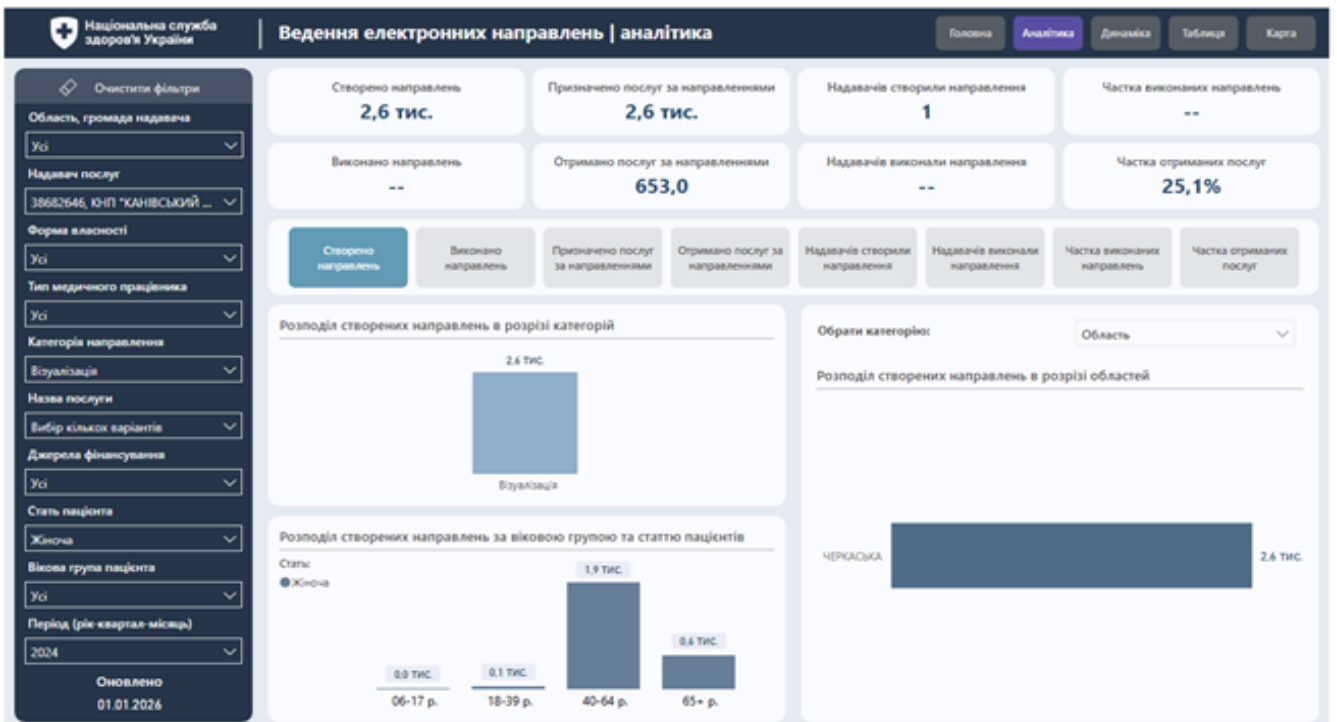 Національна служба
здоров'я України
Ведення електронних направлень | аналітика
Головна
Аналітика
Динаміка
Таблиця
Карта
Очистити фільтри
Область, громада надавача
Усі
Надавач послуг
38682646, КНП "КАНІВСЬКИЙ ...
Форма власності
Усі
Тип медичного працівника
Усі
Категорія направлення
Візуалізація
Назва послуги
Вибір кількох варіантів
Джерела фінансування
Усі
Стать пацієнта
Жіноча
Вікова група пацієнта
Усі
Період (рік-квартал-місяць)
2024
Оновлено
01.01.2026
Створено направлень
2,6 тис.
Призначено послуг за направленнями
2,6 тис.
Надавачів створили направлення
1
Частка виконаних направлень
--
Виконано направлень
--
Отримано послуг за направленнями
653,0
Надавачів виконали направлення
--
Частка отриманих послуг
25,1%
Створено
направлень
Виконано
направлень
Призначено послуг
за направленнями
Отримано послуг за
направленнями
Надавачів створили
направлення
Надавачів виконали
направлення
Частка виконаних
направлень
Частка отриманих
послуг
Розподіл створених направлень в розрізі категорій
2,6 тис.
Візуалізація
Розподіл створених направлень за віковою групою та статтю пацієнтів
Стать:
Жіноча
0,0 тис.
0,1 тис.
1,9 тис.
0,6 тис.
06-17 р.
18-39 р.
40-64 р.
65+ р.
Обрати категорію:
Область
Розподіл створених направлень в розрізі областей
ЧЕРКАСЬКА
2,6 тис.